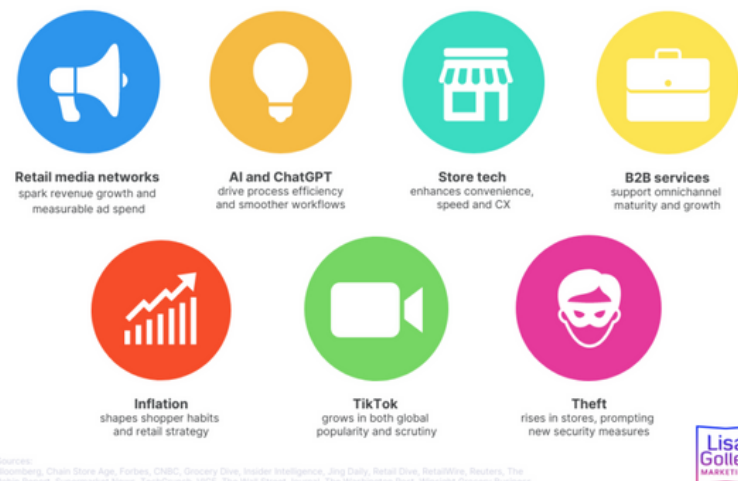 Retail media networks
spark revenue growth and
measurable ad spend
AI and ChatGPT
drive process efficiency
and smoother workflows
Store tech
enhances convenience,
speed and CX
B2B services
support omnichannel
maturity and growth
Inflation
shapes shopper habits
and retail strategy
TikTok
grows in both global
popularity and scrutiny
Theft
rises in stores, prompting
new security measures
Sources:
Bloomberg, Chain Store Age, Forbes, CNBC, Grocery Dive, Insider Intelligence, Jing Daily, Retail Dive, RetailWire, Reuters, The
Lisa
Golle
MARKETI